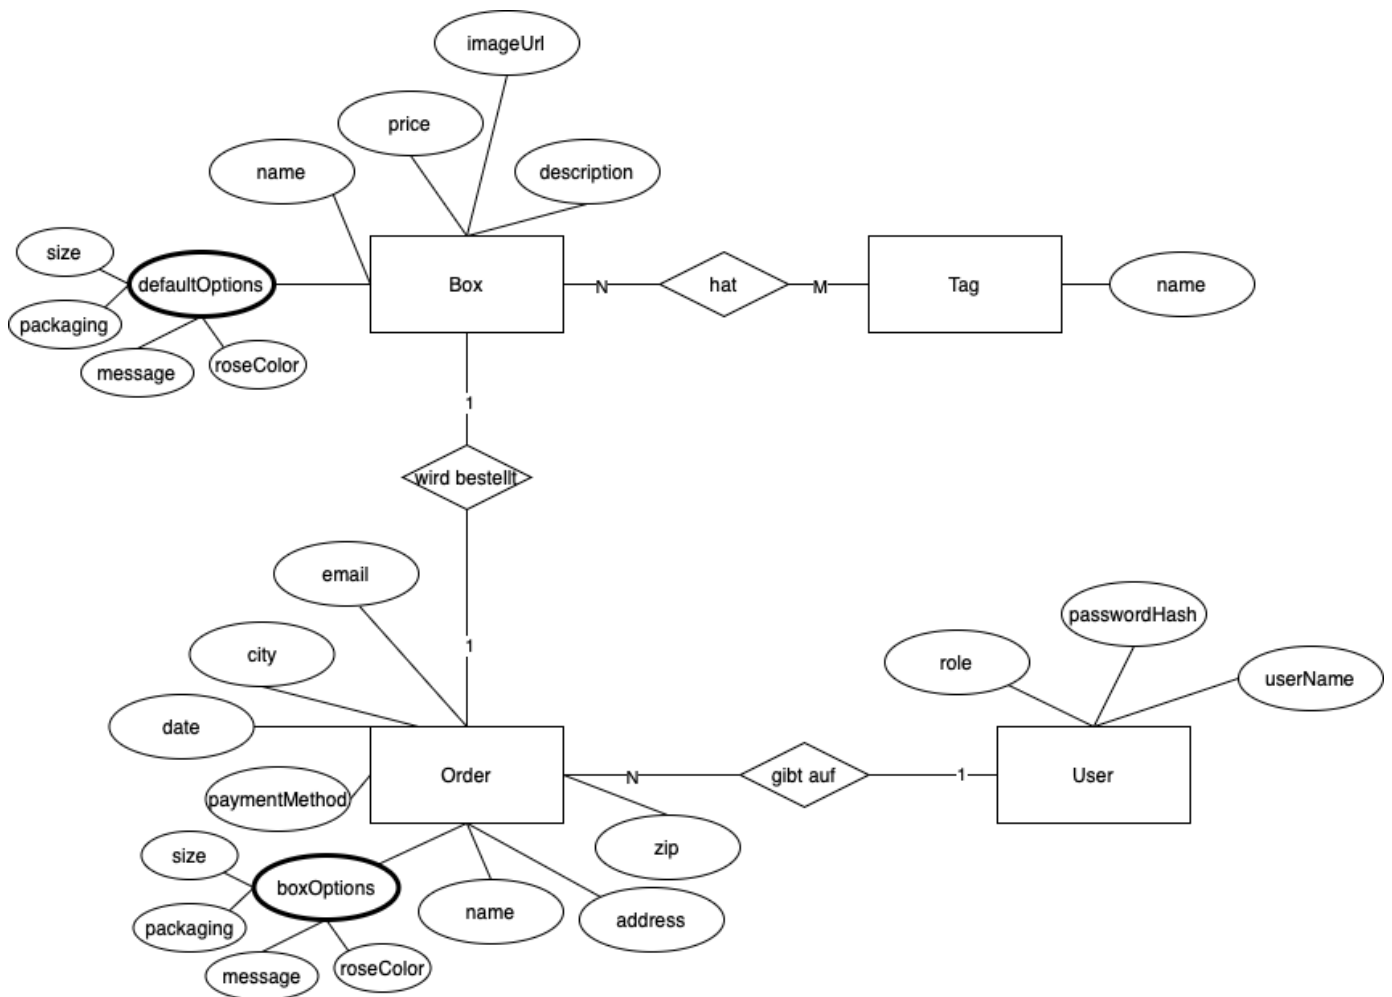 imageUrl
price
name
description
size
defaultOptions
Box
N
hat
M
Tag
name
packaging
message
roseColor
1
wird bestellt
email
passwordHash
1
city
role
userName
date
Order
N
gibt auf
1
User
paymentMethod
size
zip
boxOptions
name
address
packaging
message
roseColor